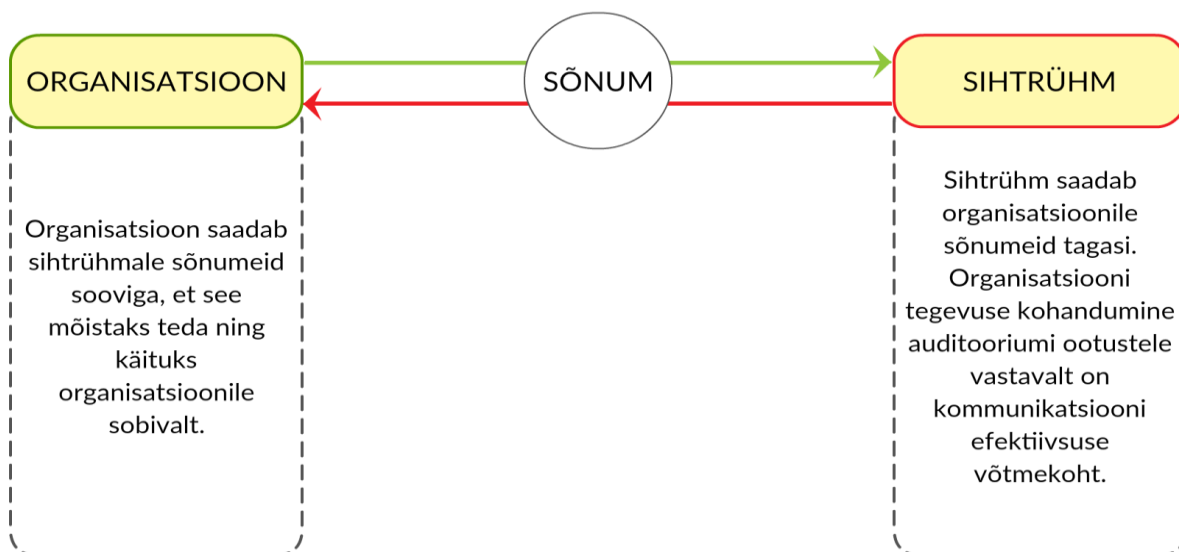 ORGANISATSIOON
SÕNUM
SIHTRÜHM
Organisatsioon saadab
sihtrühmale sõnumeid
sooviga, et see
mõistaks teda ning
käituks
organisatsioonile
sobivalt.
Sihtrühm saadab
organisatsioonile
sõnumeid tagasi.
Organisatsiooni
tegevuse kohandumine
auditooriumi ootustele
vastavalt on
kommunikatsiooni
efektiivsuse
võtmekoht.